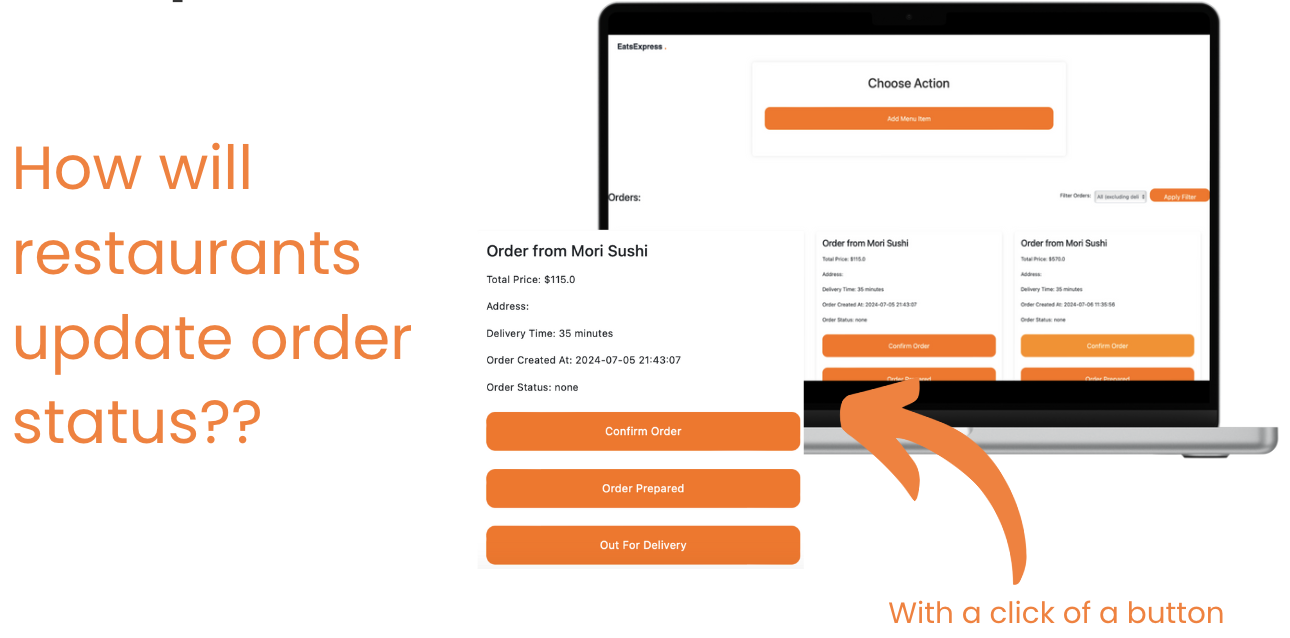 How will
restaurants
update order
status??
EatsExpress .
Choose Action
Add Menu Item
Orders:
Filter Orders:
All (excluding deli
Apply Filter
Order from Mori Sushi
Total Price: $115.0
Address:
Delivery Time: 35 minutes
Order Created At: 2024-07-05 21:43:07
Order Status: none
Confirm Order
Order Prepared
Out For Delivery
Order from Mori Sushi
Total Price: $115.0
Address:
Delivery Time: 35 minutes
Order Created At: 2024-07-05 21:43:07
Order Status: none
Confirm Order
Order from Mori Sushi
Total Price: $570.0
Address:
Delivery Time: 35 minutes
Order Created At: 2024-07-06 11:35:56
Order Status: none
Confirm Order
Order Prepared
With a click of a button